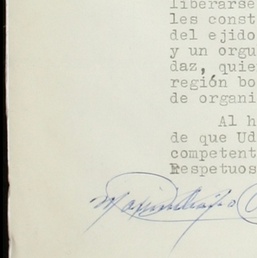 liberarse
les const
del ejido
y un orgu
daz, quie
región bo
de organi
Al h
de que Ud
competent
Respetuos